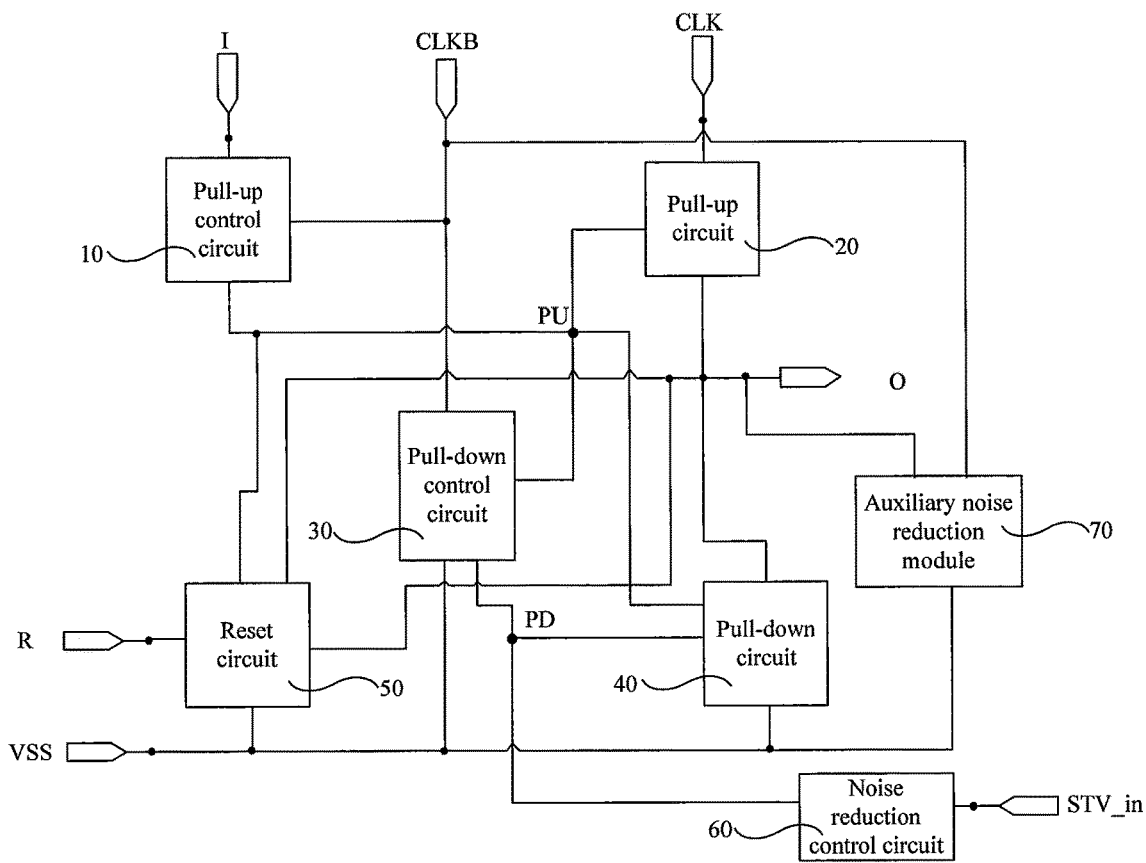 I
CLKB
CLK
Pull-up
control
circuit
10
Pull-up
circuit
20
PU
O
Pull-down
control
circuit
30
Auxiliary noise
reduction
module
70
R
Reset
circuit
50
PD
Pull-down
circuit
40
VSS
Noise
reduction
control circuit
60
STV_in